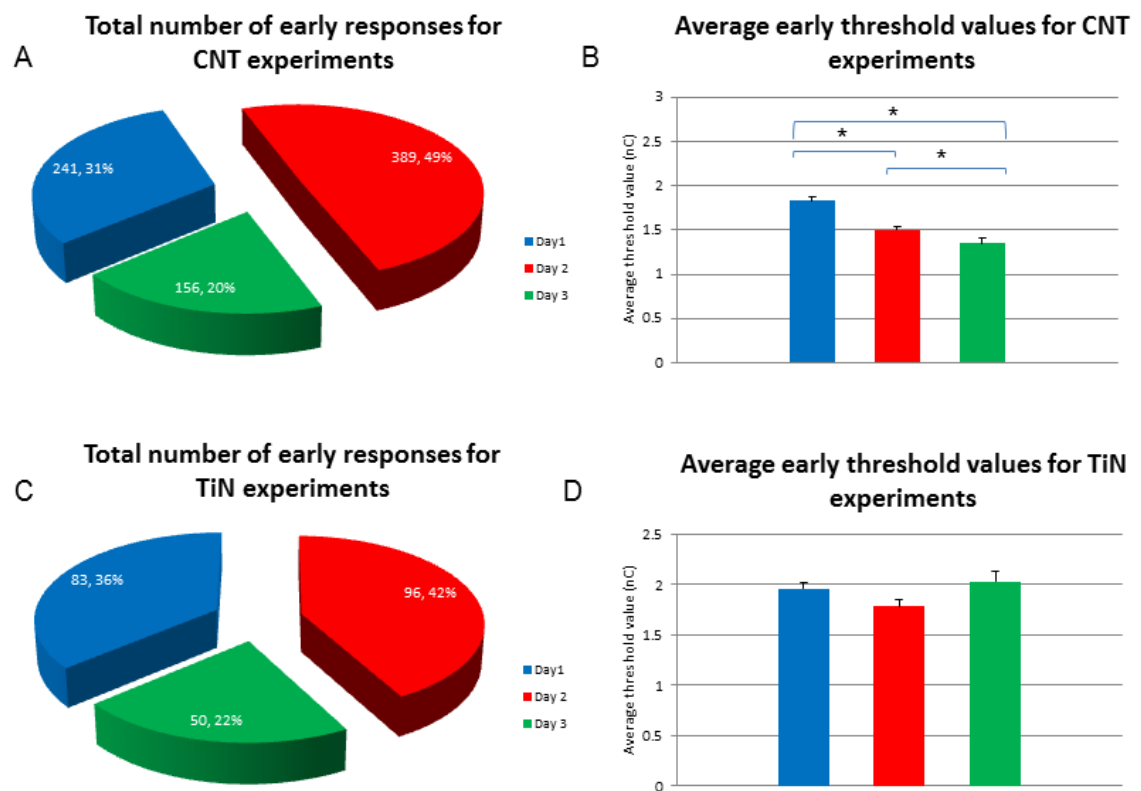 A
Total number of early responses for
CNT experiments
241, 31%
389, 49%
156, 20%
Day1
Day 2
Day 3
B
Average early threshold values for CNT
experiments
Average threshold value (nC)
3
2.5
2
1.5
1
0.5
0
*
*
*
C
Total number of early responses for
TiN experiments
83, 36%
96, 42%
50, 22%
Day1
Day 2
Day 3
D
Average early threshold values for TiN
experiments
Average threshold value (nC)
2.5
2
1.5
1
0.5
0